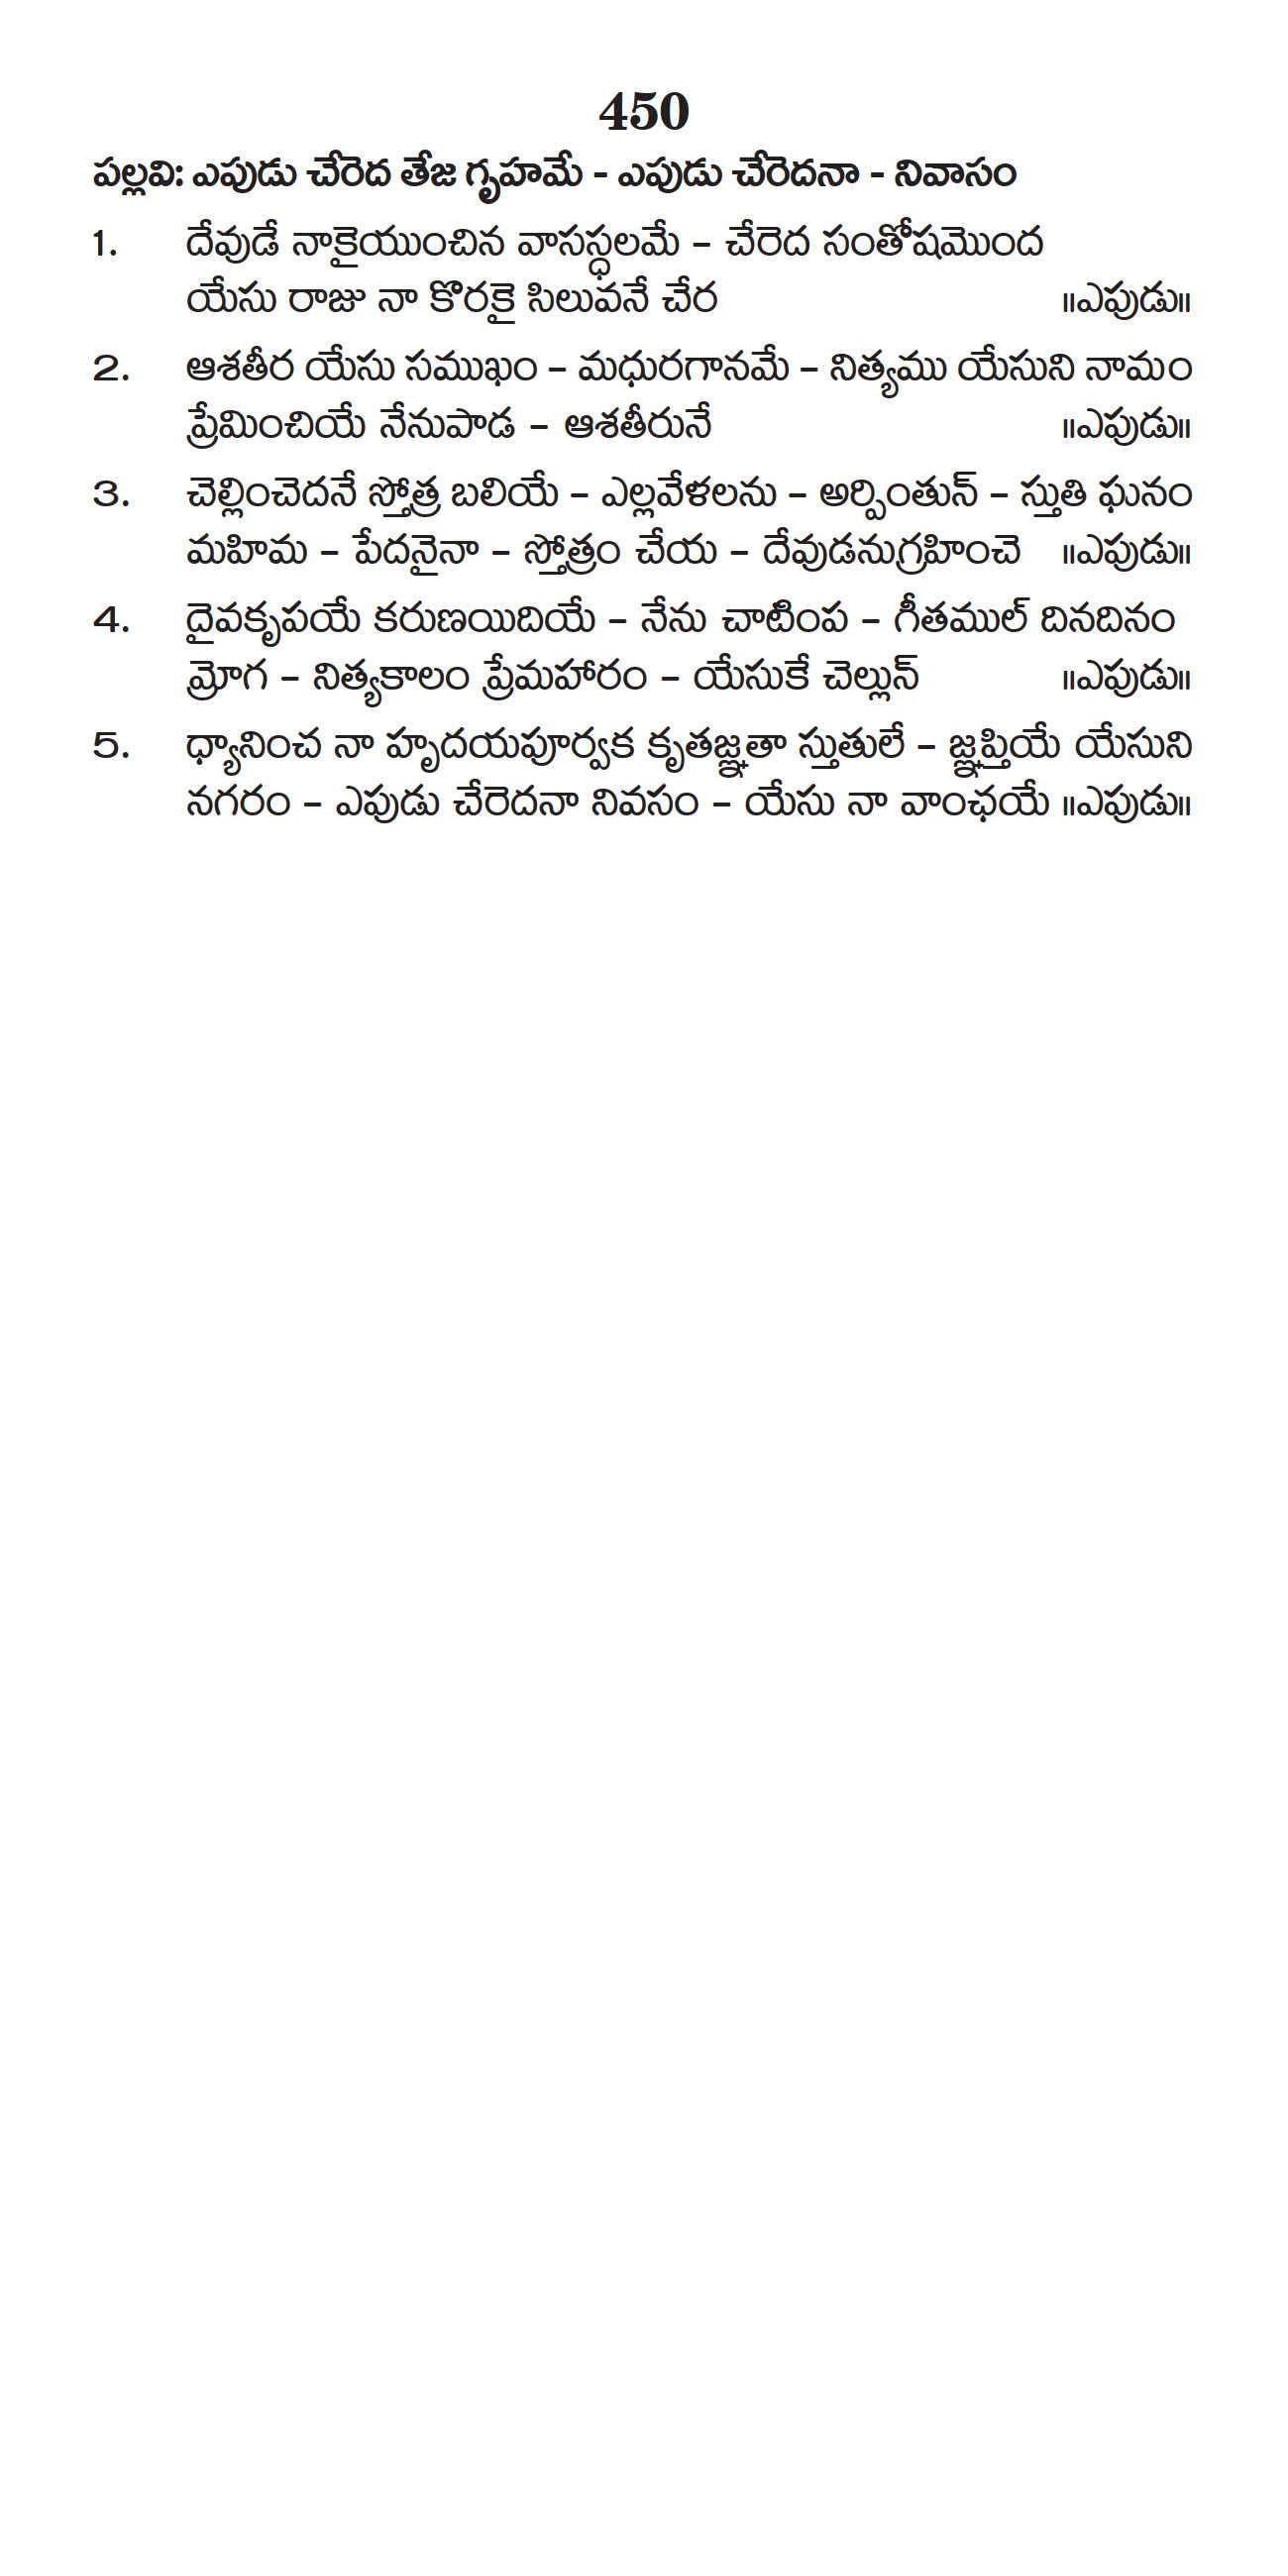 450
పల్లవి: ఎపుడు చేరెద తేజ గృహమే - ఎపుడు చేరెదనా - నివాసం
1. దేవుడే నాకైయుంచిన వాసస్ధలమే – చేరెద సంతోషమొంద
యేసు రాజు నా కొరకై సిలువనే చేర ॥ఎపుడు॥
2. ఆశతీర యేసు సముఖం – మధురగానమే – నిత్యము యేసుని నామం
ప్రేమించియే నేనుపాడ – ఆశతీరునే ॥ఎపుడు॥
3. చెల్లించెదనే స్తోత్ర బలియే – ఎల్లవేళలను – అర్పింతున్ – స్తుతి ఘనం
మహిమ – పేదనైనా – స్తోత్రం చేయ – దేవుడనుగ్రహించె ॥ఎపుడు॥
4. దైవకృపయే కరుణయిదియే – నేను చాటింప – గీతముల్ దినదినం
మ్రోగ – నిత్యకాలం ప్రేమహారం – యేసుకే చెల్లున్ ॥ఎపుడు॥
5. ధ్యానించ నా హృదయపూర్వక కృతజ్ఞతా స్తుతులే – జ్ఞప్తియే యేసుని
నగరం – ఎపుడు చేరెదనా నివసం – యేసు నా వాంఛయే ॥ఎపుడు॥